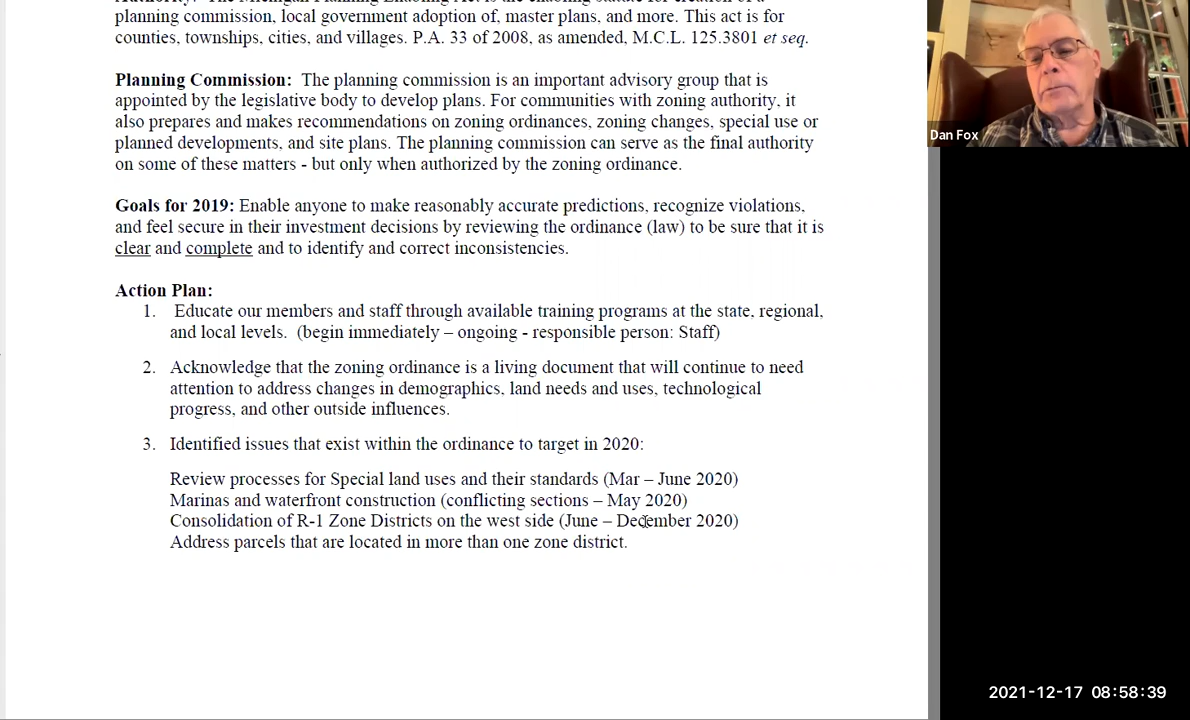 planning commission, local government adoption of, master plans, and more. This act is for
counties, townships, cities, and villages. P.A. 33 of 2008, as amended, M.C.L. 125.3801 et seq.
Planning Commission: The planning commission is an important advisory group that is
appointed by the legislative body to develop plans. For communities with zoning authority, it
also prepares and makes recommendations on zoning ordinances, zoning changes, special use or
planned developments, and site plans. The planning commission can serve as the final authority
on some of these matters - but only when authorized by the zoning ordinance.
Goals for 2019: Enable anyone to make reasonably accurate predictions, recognize violations,
and feel secure in their investment decisions by reviewing the ordinance (law) to be sure that it is
clear and complete and to identify and correct inconsistencies.
Action Plan:
1. Educate our members and staff through available training programs at the state, regional,
and local levels. (begin immediately – ongoing - responsible person: Staff)
2. Acknowledge that the zoning ordinance is a living document that will continue to need
attention to address changes in demographics, land needs and uses, technological
progress, and other outside influences.
3. Identified issues that exist within the ordinance to target in 2020:
Review processes for Special land uses and their standards (Mar – June 2020)
Marinas and waterfront construction (conflicting sections – May 2020)
Consolidation of R-1 Zone Districts on the west side (June – December 2020)
Address parcels that are located in more than one zone district.
Dan Fox
2021-12-17 08:58:39